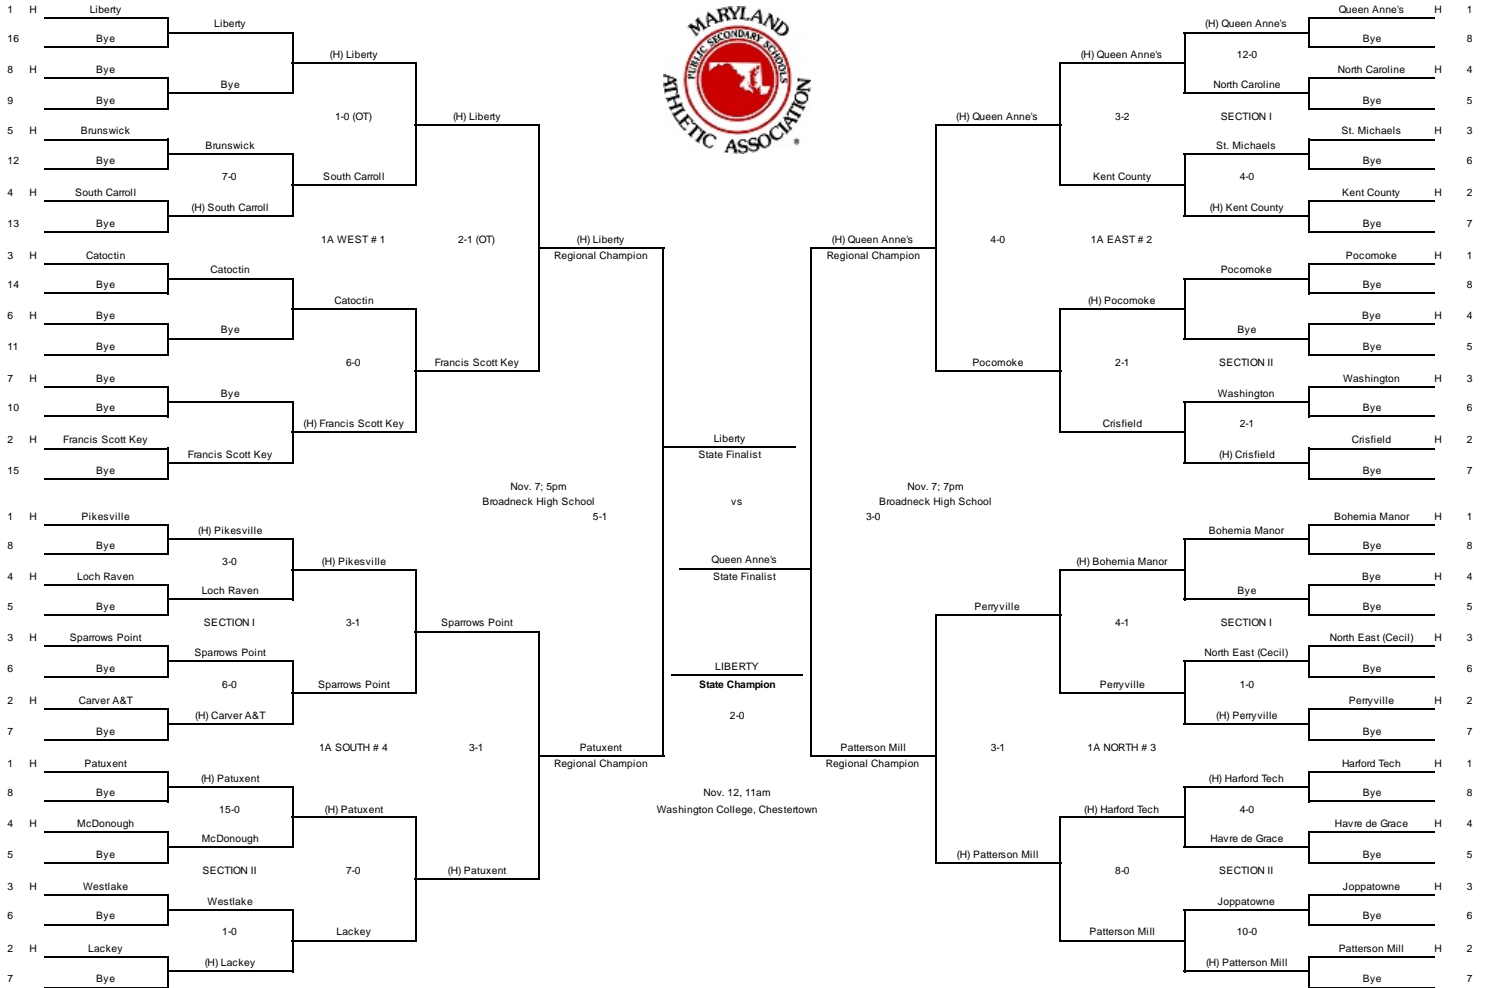 MARYLAND
PUBLIC SECONDARY SCHOOLS
ATHLETIC ASSOCIATION
®
1 H Liberty
Liberty
16 Bye
(H) Liberty
8 H Bye
Bye
9 Bye
1-0 (OT)
(H) Liberty
5 H Brunswick
Brunswick
12 Bye
7-0
South Carroll
4 H South Carroll
(H) South Carroll
13 Bye
1A WEST # 1
2-1 (OT)
(H) Liberty
Regional Champion
3 H Catoctin
Catoctin
14 Bye
Catoctin
6 H Bye
Bye
11 Bye
6-0
Francis Scott Key
7 H Bye
Bye
10 Bye
(H) Francis Scott Key
2 H Francis Scott Key
Francis Scott Key
15 Bye
Nov. 7; 5pm
Broadneck High School
5-1
1 H Pikesville
(H) Pikesville
8 Bye
3-0
(H) Pikesville
4 H Loch Raven
Loch Raven
5 Bye
SECTION I
3-1
Sparrows Point
3 H Sparrows Point
Sparrows Point
6 Bye
6-0
Sparrows Point
2 H Carver A&T
(H) Carver A&T
7 Bye
1A SOUTH # 4
3-1
Patuxent
Regional Champion
1 H Patuxent
(H) Patuxent
8 Bye
15-0
(H) Patuxent
4 H McDonough
McDonough
5 Bye
SECTION II
7-0
(H) Patuxent
3 H Westlake
Westlake
6 Bye
1-0
Lackey
2 H Lackey
(H) Lackey
7 Bye
Liberty
State Finalist
vs
Queen Anne's
State Finalist
LIBERTY
State Champion
2-0
Nov. 12, 11am
Washington College, Chestertown
Queen Anne's H 1
(H) Queen Anne's
Bye 8
(H) Queen Anne's
12-0
North Caroline H 4
North Caroline
Bye 5
(H) Queen Anne's
3-2
SECTION I
St. Michaels H 3
St. Michaels
Bye 6
Kent County
4-0
Kent County H 2
(H) Kent County
Bye 7
(H) Queen Anne's
Regional Champion
4-0
1A EAST # 2
Pocomoke H 1
Pocomoke
Bye 8
(H) Pocomoke
Bye H 4
Bye
Bye 5
Pocomoke
2-1
SECTION II
Washington H 3
Washington
Bye 6
Crisfield
2-1
Crisfield H 2
(H) Crisfield
Bye 7
Nov. 7; 7pm
Broadneck High School
3-0
Bohemia Manor H 1
Bohemia Manor
Bye 8
(H) Bohemia Manor
Bye H 4
Bye
Bye 5
Perryville
4-1
SECTION I
North East (Cecil) H 3
North East (Cecil)
Bye 6
Perryville
1-0
Perryville H 2
(H) Perryville
Bye 7
Patterson Mill
Regional Champion
3-1
1A NORTH # 3
Harford Tech H 1
(H) Harford Tech
Bye 8
(H) Harford Tech
4-0
Havre de Grace H 4
Havre de Grace
Bye 5
(H) Patterson Mill
8-0
SECTION II
Joppatowne H 3
Joppatowne
Bye 6
Patterson Mill
10-0
Patterson Mill H 2
(H) Patterson Mill
Bye 7